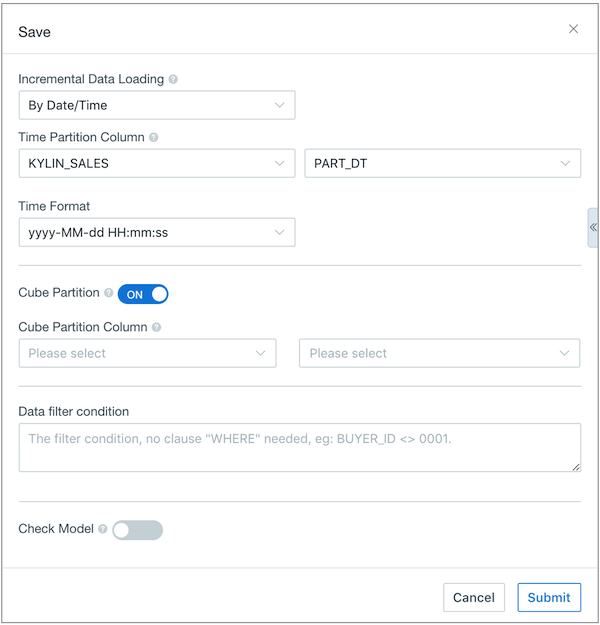 Save
Incremental Data Loading
By Date/Time
Time Partition Column
KYLIN_SALES PART_DT
Time Format
yyyy-MM-dd HH:mm:ss
Cube Partition ON
Cube Partition Column
Please select Please select
Data filter condition
The filter condition, no clause "WHERE" needed, eg: BUYER_ID <> 0001.
Check Model
Cancel Submit